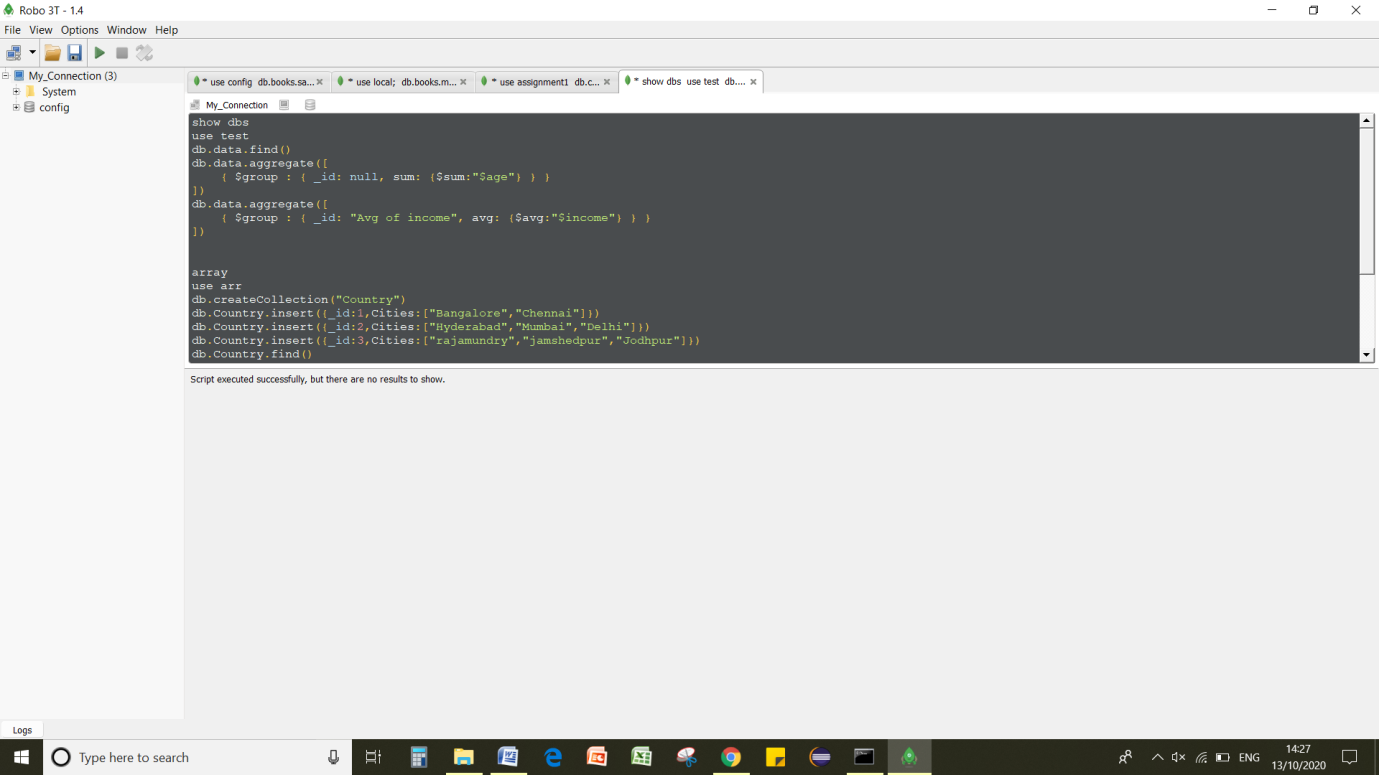 Robo 3T - 1.4
File View Options Window Help
My_Connection (3)
System
config
* use config db.books.sa...
* use local; db.books.m...
* use assignment1 db.c...
* show dbs use test db....
My_Connection
show dbs
use test
db.data.find()
db.data.aggregate([
    { $group : { _id: null, sum: {$sum:"$age"} } }
])
db.data.aggregate([
    { $group : { _id: "Avg of income", avg: {$avg:"$income"} } }
])
array
use arr
db.createCollection("Country")
db.Country.insert({_id:1,Cities:["Bangalore","Chennai"]})
db.Country.insert({_id:2,Cities:["Hyderabad","Mumbai","Delhi"]})
db.Country.insert({_id:3,Cities:["rajamundry","jamshedpur","Jodhpur"]})
db.Country.find()
Script executed successfully, but there are no results to show.
Logs
Type here to search
ENG
14:27
13/10/2020